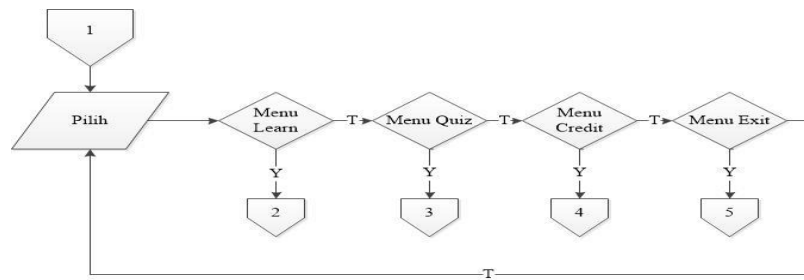 1
Pilih
Menu
Learn
T
Menu Quiz
T
Menu
Credit
T
Menu Exit
Y
Y
Y
Y
2
3
4
5
T